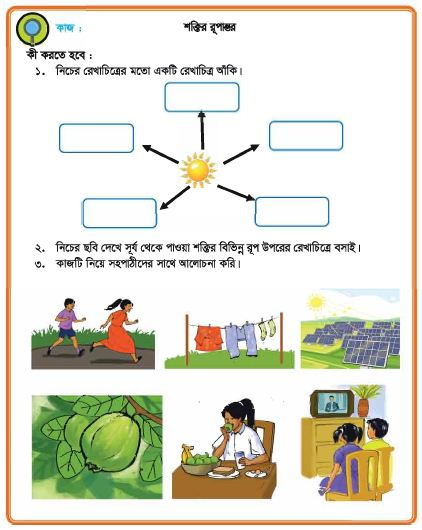 কাজ :
শক্তির রূপান্তর
কী করতে হবে :
১. নিচের রেখাচিত্রের মতো একটি রেখাচিত্র আঁকি।
২. নিচের ছবি দেখে সূর্য থেকে পাওয়া শক্তির বিভিন্ন রূপ উপরের রেখাচিত্রে বসাই।
৩. কাজটি নিয়ে সহপাঠীদের সাথে আলোচনা করি।